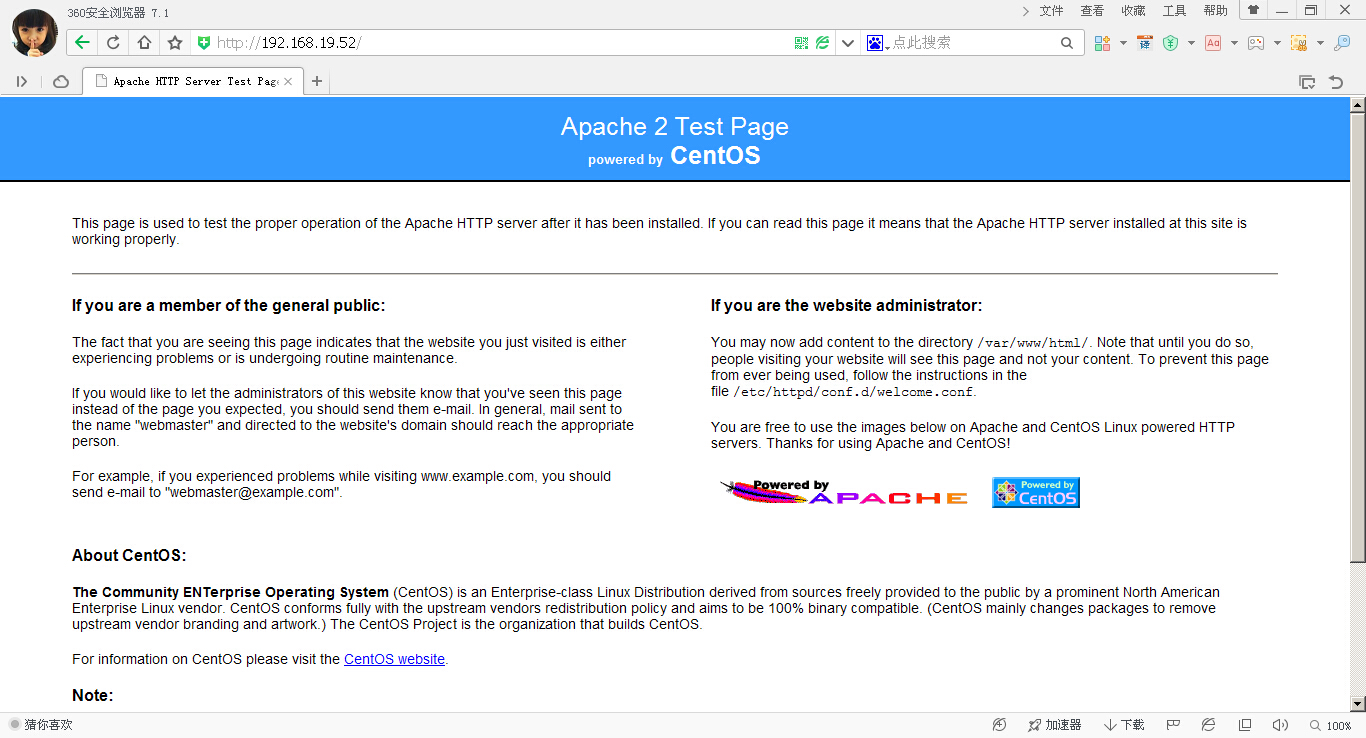 360安全浏览器 7.1
文件 查看 收藏 工具 帮助
http://192.168.19.52/
点此搜索
Apache HTTP Server Test Pag
Apache 2 Test Page
powered by CentOS
This page is used to test the proper operation of the Apache HTTP server after it has been installed. If you can read this page it means that the Apache HTTP server installed at this site is
working properly.
If you are a member of the general public:
The fact that you are seeing this page indicates that the website you just visited is either
experiencing problems or is undergoing routine maintenance.
If you would like to let the administrators of this website know that you've seen this page
instead of the page you expected, you should send them e-mail. In general, mail sent to
the name "webmaster" and directed to the website's domain should reach the appropriate
person.
For example, if you experienced problems while visiting www.example.com, you should
send e-mail to "webmaster@example.com".
If you are the website administrator:
You may now add content to the directory /var/www/html/. Note that until you do so,
people visiting your website will see this page and not your content. To prevent this page
from ever being used, follow the instructions in the
file /etc/httpd/conf.d/welcome.conf.
You are free to use the images below on Apache and CentOS Linux powered HTTP
servers. Thanks for using Apache and CentOS!
Powered by
APACHE
Powered by
CentOS
About CentOS:
The Community ENTerprise Operating System (CentOS) is an Enterprise-class Linux Distribution derived from sources freely provided to the public by a prominent North American
Enterprise Linux vendor. CentOS conforms fully with the upstream vendors redistribution policy and aims to be 100% binary compatible. (CentOS mainly changes packages to remove
upstream vendor branding and artwork.) The CentOS Project is the organization that builds CentOS.
For information on CentOS please visit the CentOS website.
Note:
猜你喜欢
加速器
下载
100%